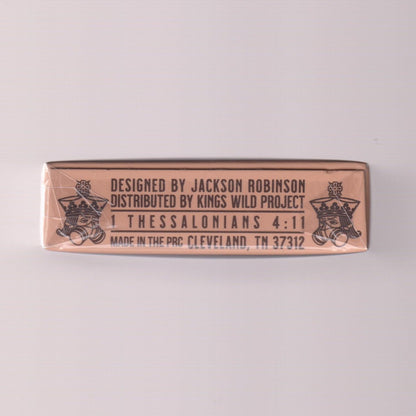 DESIGNED BY JACKSON ROBINSON
DISTRIBUTED BY KINGS WILD PROJECT
1 THESSALONIANS 4:11
MADE IN THE PRC CLEVELAND, TN 37312